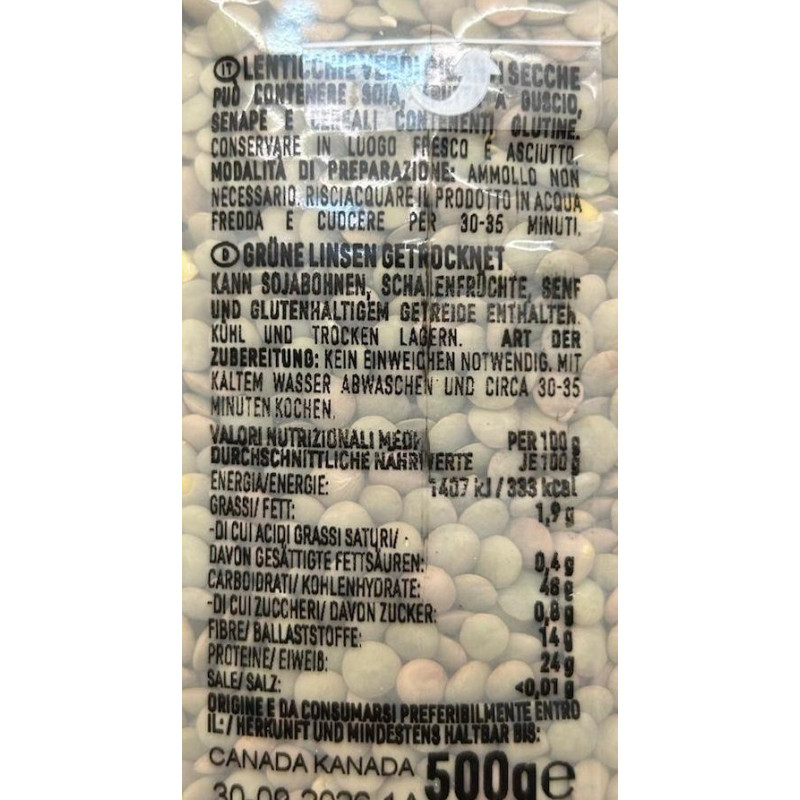 IT LENTICCHIE VERDI SECCHE
PUÒ CONTENERE SOIA, FRUTTA A GUSCIO,
SENAPE E CEREALI CONTENENTI GLUTINE.
CONSERVARE IN LUOGO FRESCO E ASCIUTTO.
MODALITÀ DI PREPARAZIONE: AMMOLLO NON
NECESSARIO. RISCIACQUARE IL PRODOTTO IN ACQUA
FREDDA E CUOCERE PER 30-35 MINUTI.
D GRÜNE LINSEN GETROCKNET
KANN SOJABOHNEN, SCHALENFRÜCHTE, SENF
UND GLUTENHALTIGEM GETREIDE ENTHALTEN.
KÜHL UND TROCKEN LAGERN. ART DER
ZUBEREITUNG: KEIN EINWEICHEN NOTWENDIG. MIT
KALTEM WASSER ABWASCHEN UND CIRCA 30-35
MINUTEN KOCHEN.
VALORI NUTRIZIONALI MEDI/ PER 100 g
DURCHSCHNITTLICHE NÄHRWERTE JE 100 g
ENERGIA/ENERGIE: 1407 kJ / 333 kcal
GRASSI/ FETT: 1,9 g
-DI CUI ACIDI GRASSI SATURI/ -
DAVON GESÄTTIGTE FETTSÄUREN: 0,4 g
CARBOIDRATI/ KOHLENHYDRATE: 48 g
-DI CUI ZUCCHERI/ DAVON ZUCKER: 0,8 g
FIBRE/ BALLASTSTOFFE: 14 g
PROTEINE/ EIWEIß: 24 g
SALE/ SALZ: <0,01 g
ORIGINE E DA CONSUMARSI PREFERIBILMENTE ENTRO
IL: / HERKUNFT UND MINDESTENS HALTBAR BIS:
CANADA KANADA 500g e